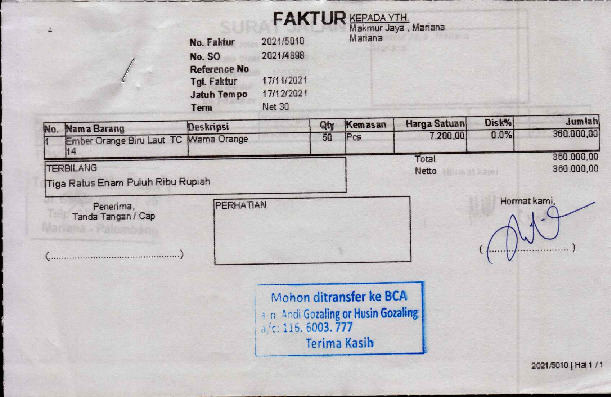 FAKTUR
KEPADA YTH.
Makmur Jaya , Mariana
Mariana
No. Faktur 2021/5010
No. SO 2021/4898
Reference No
Tgl. Faktur 17/11/2021
Jatuh Tempo 17/12/2021
Term Net 30
No. Nama Barang Deskripsi Qty Kemasan Harga Satuan Disk% Jumlah
1 Ember Orange Biru Laut TC Warna Orange 50 Pcs 7.200,00 0.0% 360.000,00
14
Total 360.000,00
Netto 360.000,00
TERBILANG
Tiga Ratus Enam Puluh Ribu Rupiah
Penerima,
Tanda Tangan / Cap
(.............................................)
PERHATIAN
Hormat kami,
(.............................)
Mohon ditransfer ke BCA
a.n. Andi Gozaling or Husin Gozaling
a/c: 116. 6003. 777
Terima Kasih
2021/5010 | Hal 1 / 1